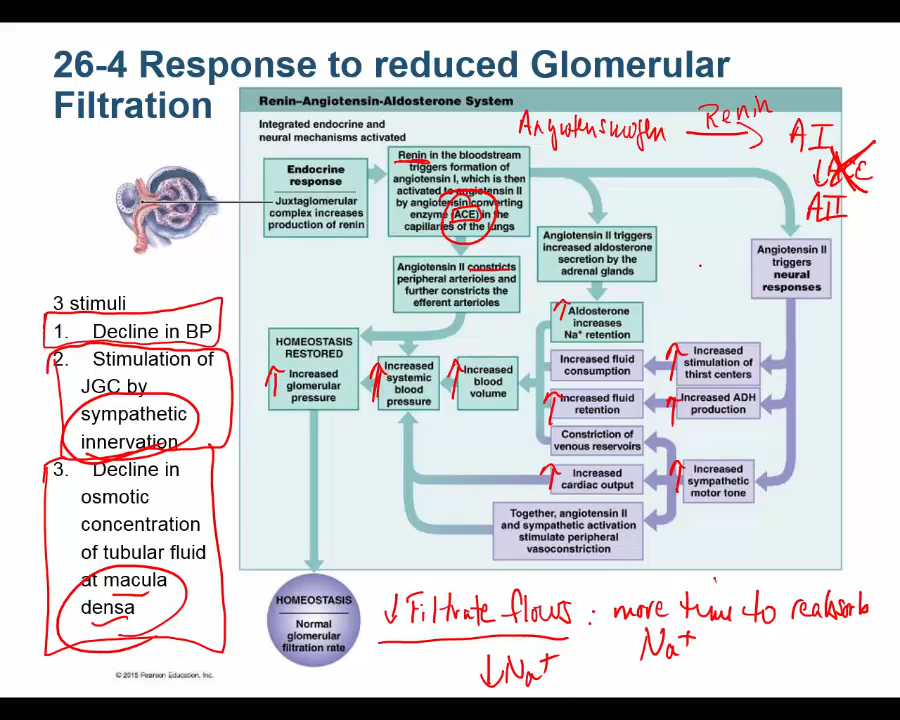 26-4 Response to reduced Glomerular
Filtration
Renin–Angiotensin-Aldosterone System
Integrated endocrine and
neural mechanisms activated
Renin
AI
AII
Endocrine
response
Juxtaglomerular
complex increases
production of renin
Renin in the bloodstream
triggers formation of
angiotensin I, which is then
activated to angiotensin II
by angiotensin-converting
enzyme (ACE) in the
capillaries of the lungs
Angiotensin II constricts
peripheral arterioles and
further constricts the
efferent arterioles
Angiotensin II triggers
increased aldosterone
secretion by the
adrenal glands
Angiotensin II
triggers
neural
responses
3 stimuli
1. Decline in BP
2. Stimulation of
JGC by
sympathetic
innervation
3. Decline in
osmotic
concentration
of tubular fluid
at macula
densa
HOMEOSTASIS
RESTORED
↑ Increased
glomerular
pressure
↑ Increased
systemic
blood
pressure
↑ Increased
blood
volume
↑ Aldosterone
increases
Na+ retention
Increased fluid
consumption
↑ Increased fluid
retention
Constriction of
venous reservoirs
↑ Increased
cardiac output
Together, angiotensin II
and sympathetic activation
stimulate peripheral
vasoconstriction
↑ Increased
stimulation of
thirst centers
↑ Increased ADH
production
↑ Increased
sympathetic
motor tone
HOMEOSTASIS
Normal
glomerular
filtration rate
↓ Filtrate flows : more time to reabsorb
Na+
↓Na+
© 2015 Pearson Education, Inc.